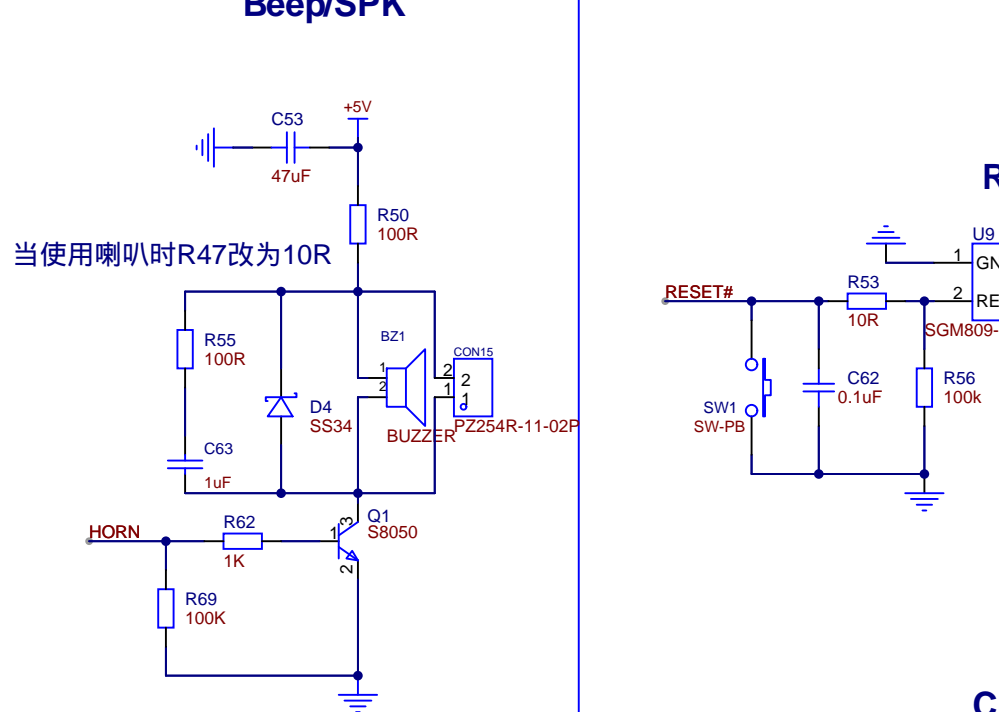 Beep/SPK
+5V
C53
47uF
R50
100R
当使用喇叭时R47改为10R
R55
100R
BZ1
1
2
BUZZER
CON15
2
1
2
1
PZ254R-11-02P
D4
SS34
C63
1uF
HORN
R62
1K
1
3
2
Q1
S8050
R69
100K
R
U9
1
GN
2
RE
SGM809-
RESET#
R53
10R
SW1
SW-PB
C62
0.1uF
R56
100k
C